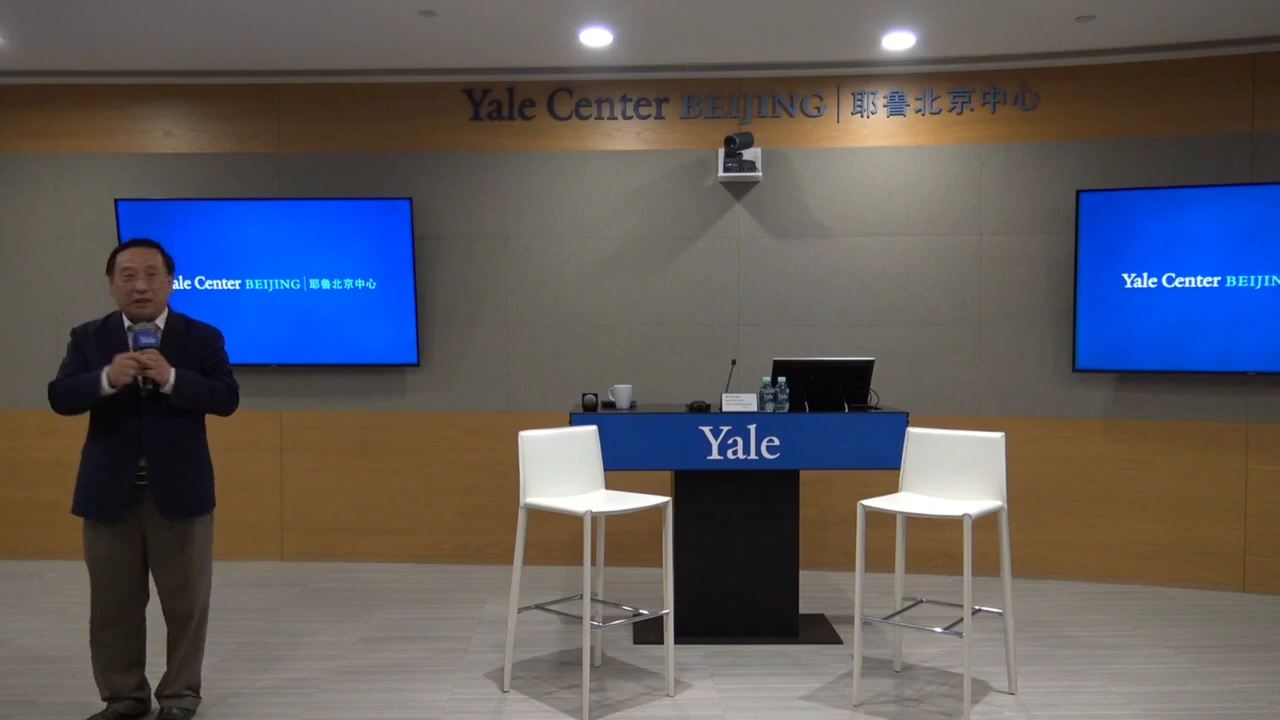 Yale Center BEIJING | 耶鲁北京中心
ale Center BEIJING | 耶鲁北京中心
Yale Center BEIJIN
Yale
Yale